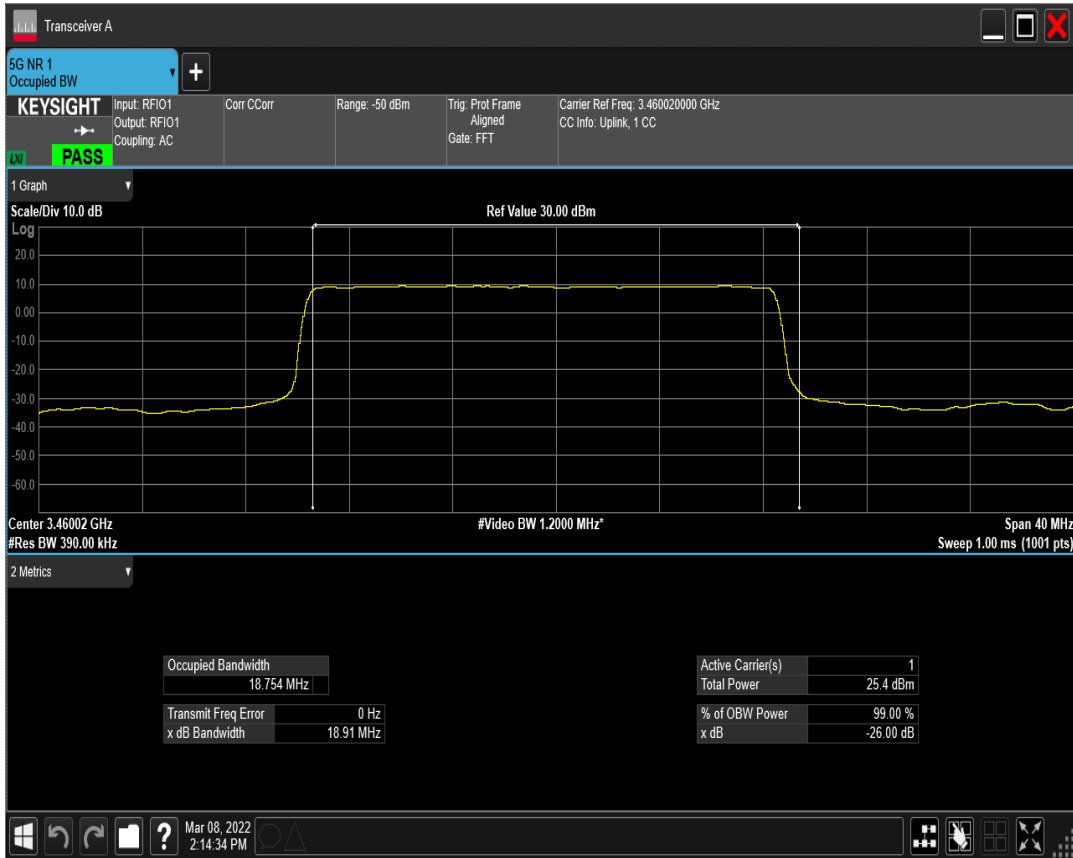 Transceiver A
5G NR 1
Occupied BW
+
KEYSIGHT
LXI
PASS
Input: RFIO1
Output: RFIO1
Coupling: AC
Corr CCorr
Range: -50 dBm
Trig: Prot Frame
Aligned
Gate: FFT
Carrier Ref Freq: 3.460020000 GHz
CC Info: Uplink, 1 CC
1 Graph
Scale/Div 10.0 dB
Ref Value 30.00 dBm
Log
20.0
10.0
0.00
-10.0
-20.0
-30.0
-40.0
-50.0
-60.0
Center 3.46002 GHz
#Video BW 1.2000 MHz*
Span 40 MHz
#Res BW 390.00 kHz
Sweep 1.00 ms (1001 pts)
2 Metrics
Occupied Bandwidth
18.754 MHz
Transmit Freq Error 0 Hz
x dB Bandwidth 18.91 MHz
Active Carrier(s) 1
Total Power 25.4 dBm
% of OBW Power 99.00 %
x dB -26.00 dB
?
Mar 08, 2022
2:14:34 PM